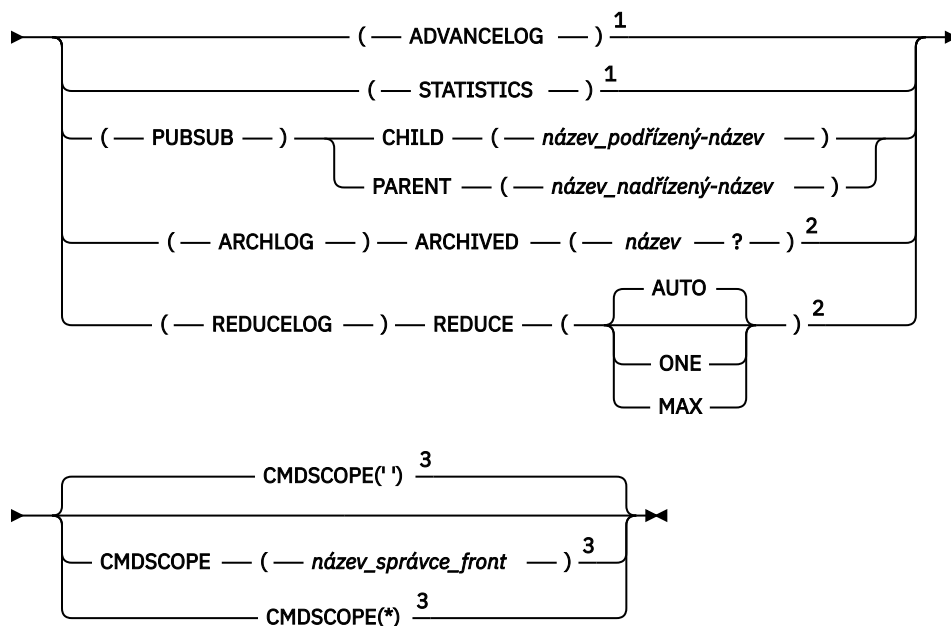 ( ADVANCELOG ) 1
( STATISTICS ) 1
( PUBSUB ) CHILD ( název_podřízený-název )
PARENT ( název_nadřízený-název )
( ARCHLOG ) ARCHIVED ( název ? ) 2
AUTO
( REDUCELOG ) REDUCE ( ) 2
ONE
MAX
CMDSCOPE(' ') 3
CMDSCOPE ( název_správce_front ) 3
CMDSCOPE(*) 3